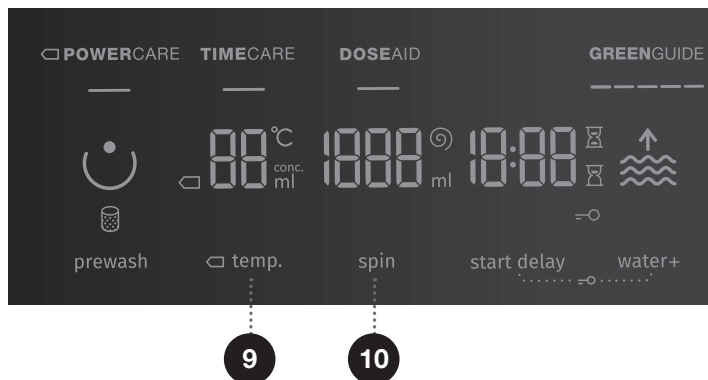 POWERCARE TIMECARE DOSEAID GREENGUIDE
88 °C 1888 18:88
conc.
ml ml
prewash temp. spin start delay water+
9 10